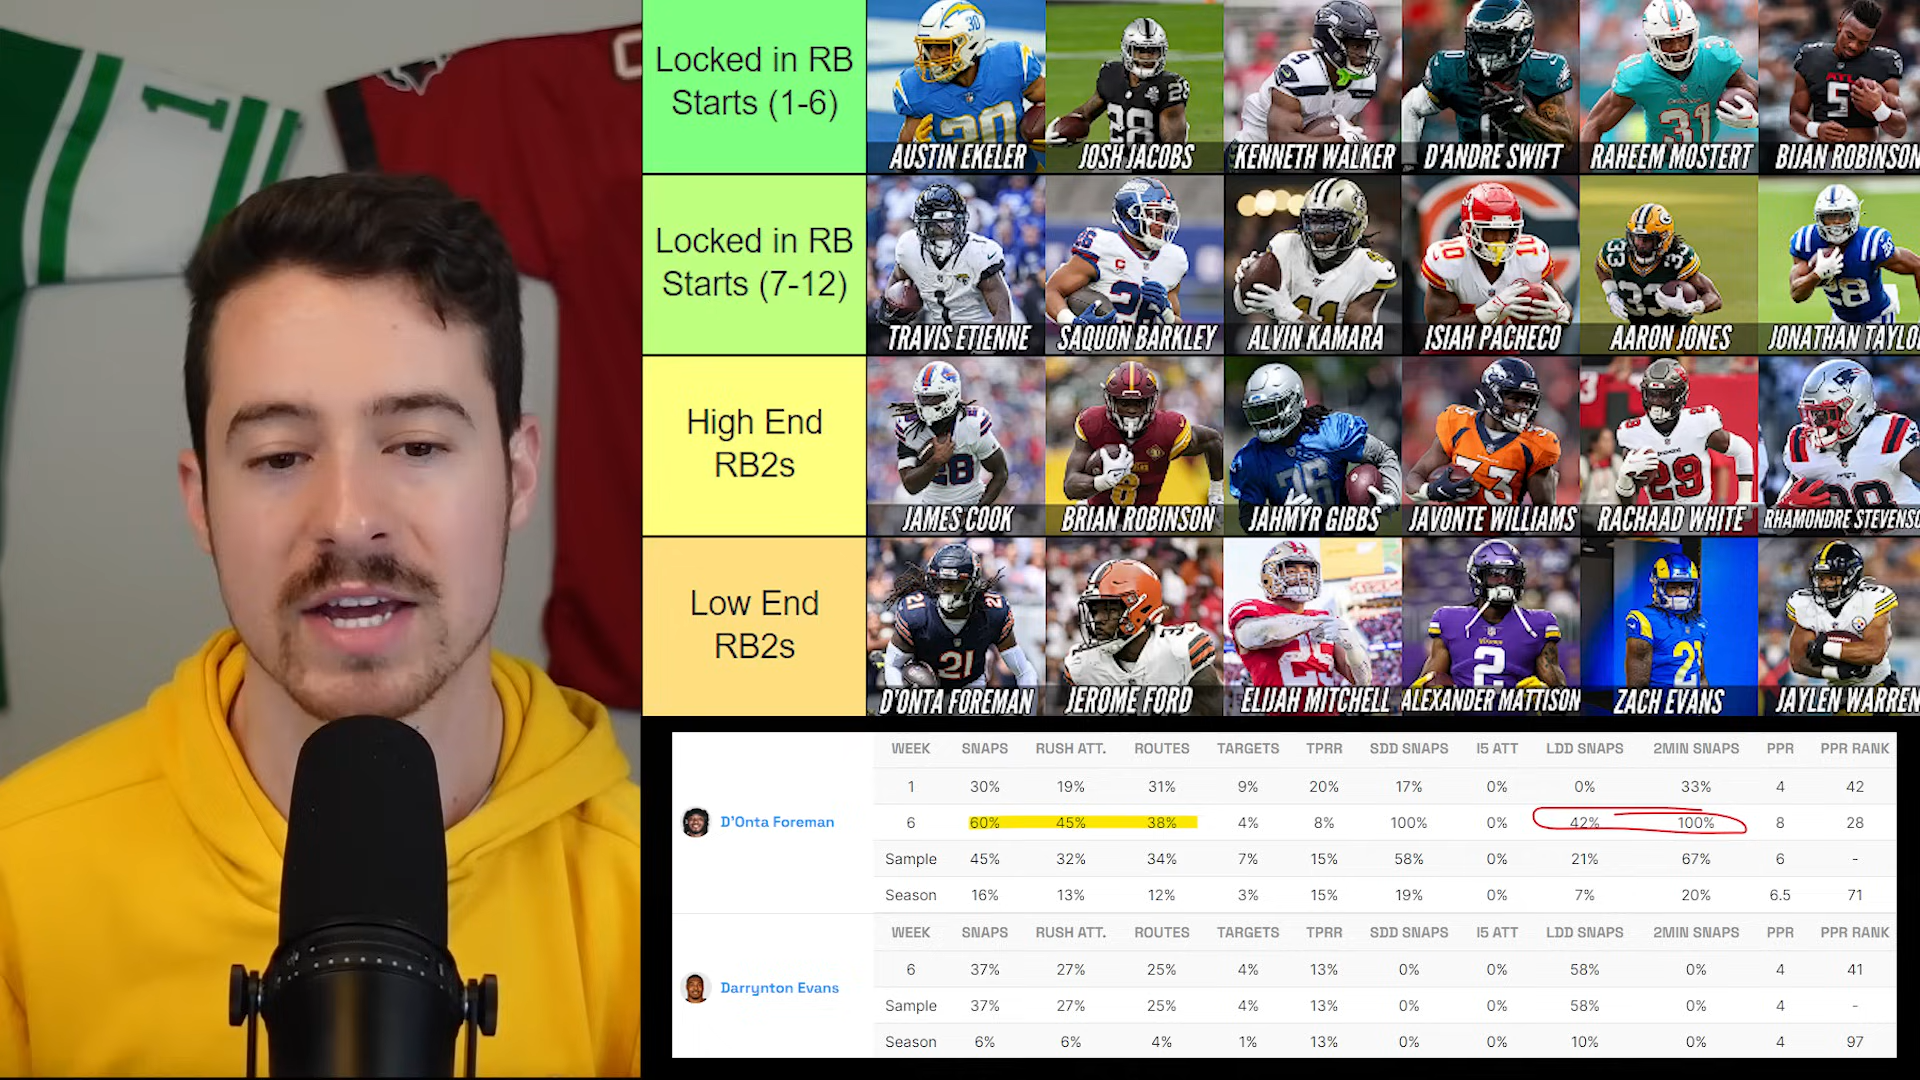 Locked in RB
Starts (1-6)
AUSTIN EKELER
JOSH JACOBS
KENNETH WALKER
D'ANDRE SWIFT
RAHEEM MOSTERT
BIJAN ROBINSON
Locked in RB
Starts (7-12)
TRAVIS ETIENNE
SAQUON BARKLEY
ALVIN KAMARA
ISIAH PACHECO
AARON JONES
JONATHAN TAYLO
High End
RB2s
JAMES COOK
BRIAN ROBINSON
JAHMYR GIBBS
JAVONTE WILLIAMS
RACHAAD WHITE
RHAMONDRE STEVENSO
Low End
RB2s
D'ONTA FOREMAN
JEROME FORD
ELIJAH MITCHELL
ALEXANDER MATTISON
ZACH EVANS
JAYLEN WARREN
WEEK SNAPS RUSH ATT. ROUTES TARGETS TPRR SDD SNAPS I5 ATT LDD SNAPS 2MIN SNAPS PPR PPR RANK
1 30% 19% 31% 9% 20% 17% 0% 0% 33% 4 42
D'Onta Foreman 6 60% 45% 38% 4% 8% 100% 0% 42% 100% 8 28
Sample 45% 32% 34% 7% 15% 58% 0% 21% 67% 6 -
Season 16% 13% 12% 3% 15% 19% 0% 7% 20% 6.5 71
WEEK SNAPS RUSH ATT. ROUTES TARGETS TPRR SDD SNAPS I5 ATT LDD SNAPS 2MIN SNAPS PPR PPR RANK
6 37% 27% 25% 4% 13% 0% 0% 58% 0% 4 41
Darrynton Evans
Sample 37% 27% 25% 4% 13% 0% 0% 58% 0% 4 -
Season 6% 6% 4% 1% 13% 0% 0% 10% 0% 4 97